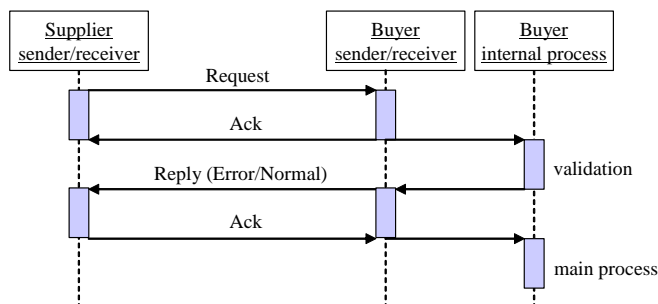 Supplier
sender/receiver
Buyer
sender/receiver
Buyer
internal process
Request
Ack
validation
Reply (Error/Normal)
Ack
main process